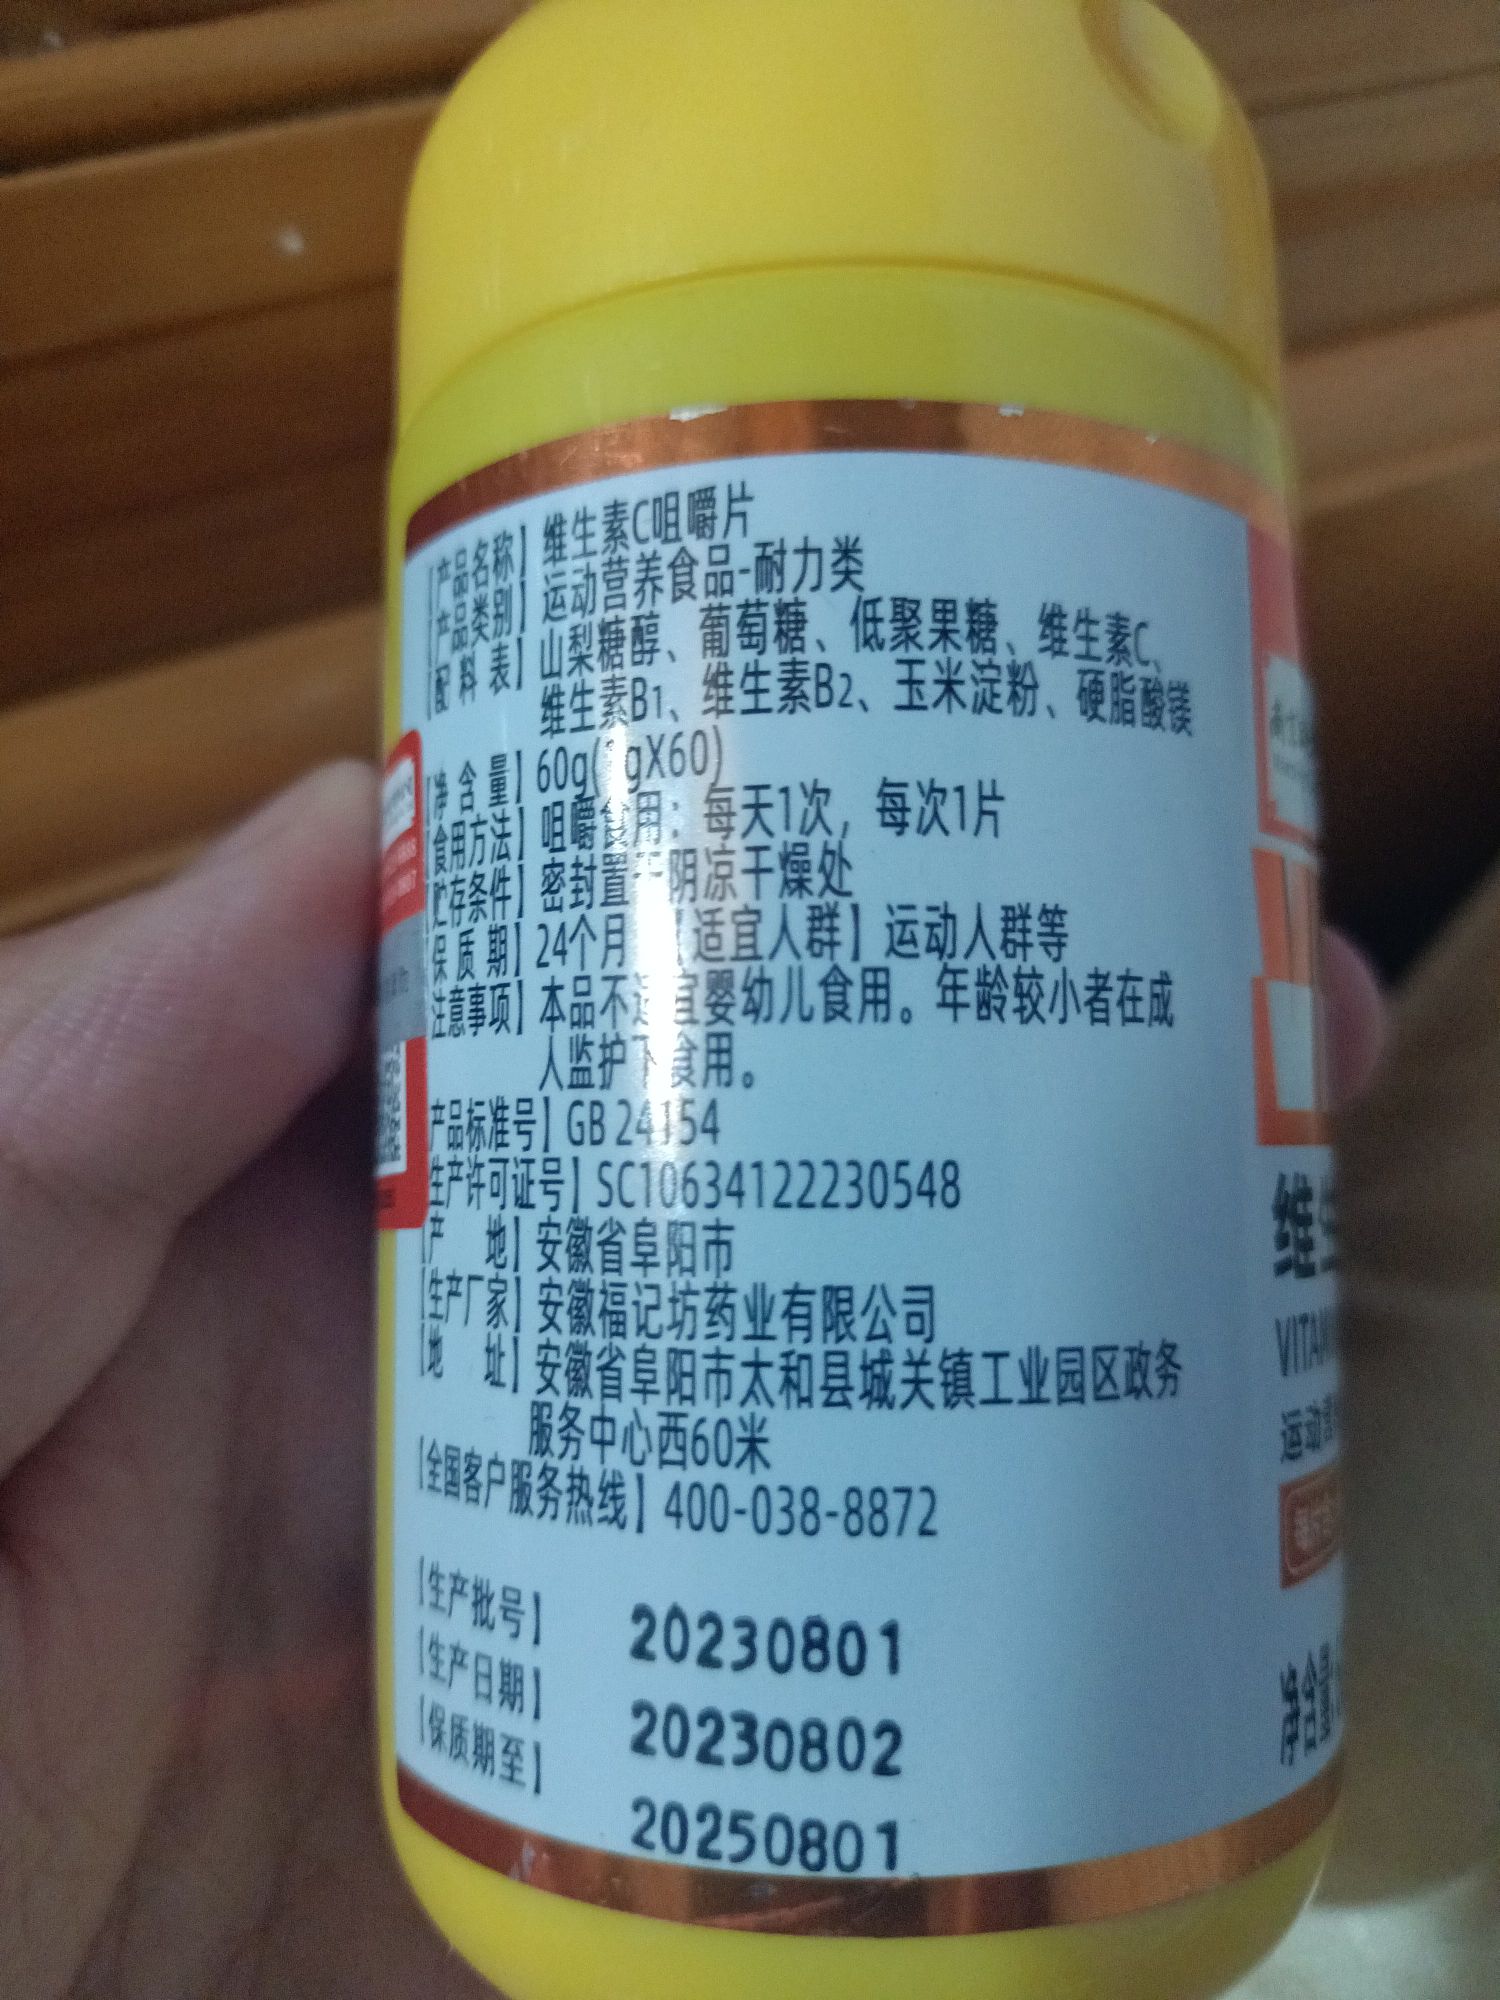 【产品名称】维生素C咀嚼片
【产品类别】运动营养食品-耐力类
【配料表】山梨糖醇、葡萄糖、低聚果糖、维生素C、
维生素B1、维生素B2、玉米淀粉、硬脂酸镁
【净含量】60g(1gX60)
【食用方法】咀嚼食用：每天1次，每次1片
【贮存条件】密封置于阴凉干燥处
【保质期】24个月 【适宜人群】运动人群等
【注意事项】本品不适宜婴幼儿食用。年龄较小者在成
人监护下食用。
产品标准号】GB 24154
生产许可证号】SC10634122230548
【产地】安徽省阜阳市
【生产厂家】安徽福记坊药业有限公司
【地址】安徽省阜阳市太和县城关镇工业园区政务
服务中心西60米
【全国客户服务热线】400-038-8872
【生产批号】 20230801
【生产日期】 20230802
【保质期至】 20250801
维生
VITAM
运动营
净含量: